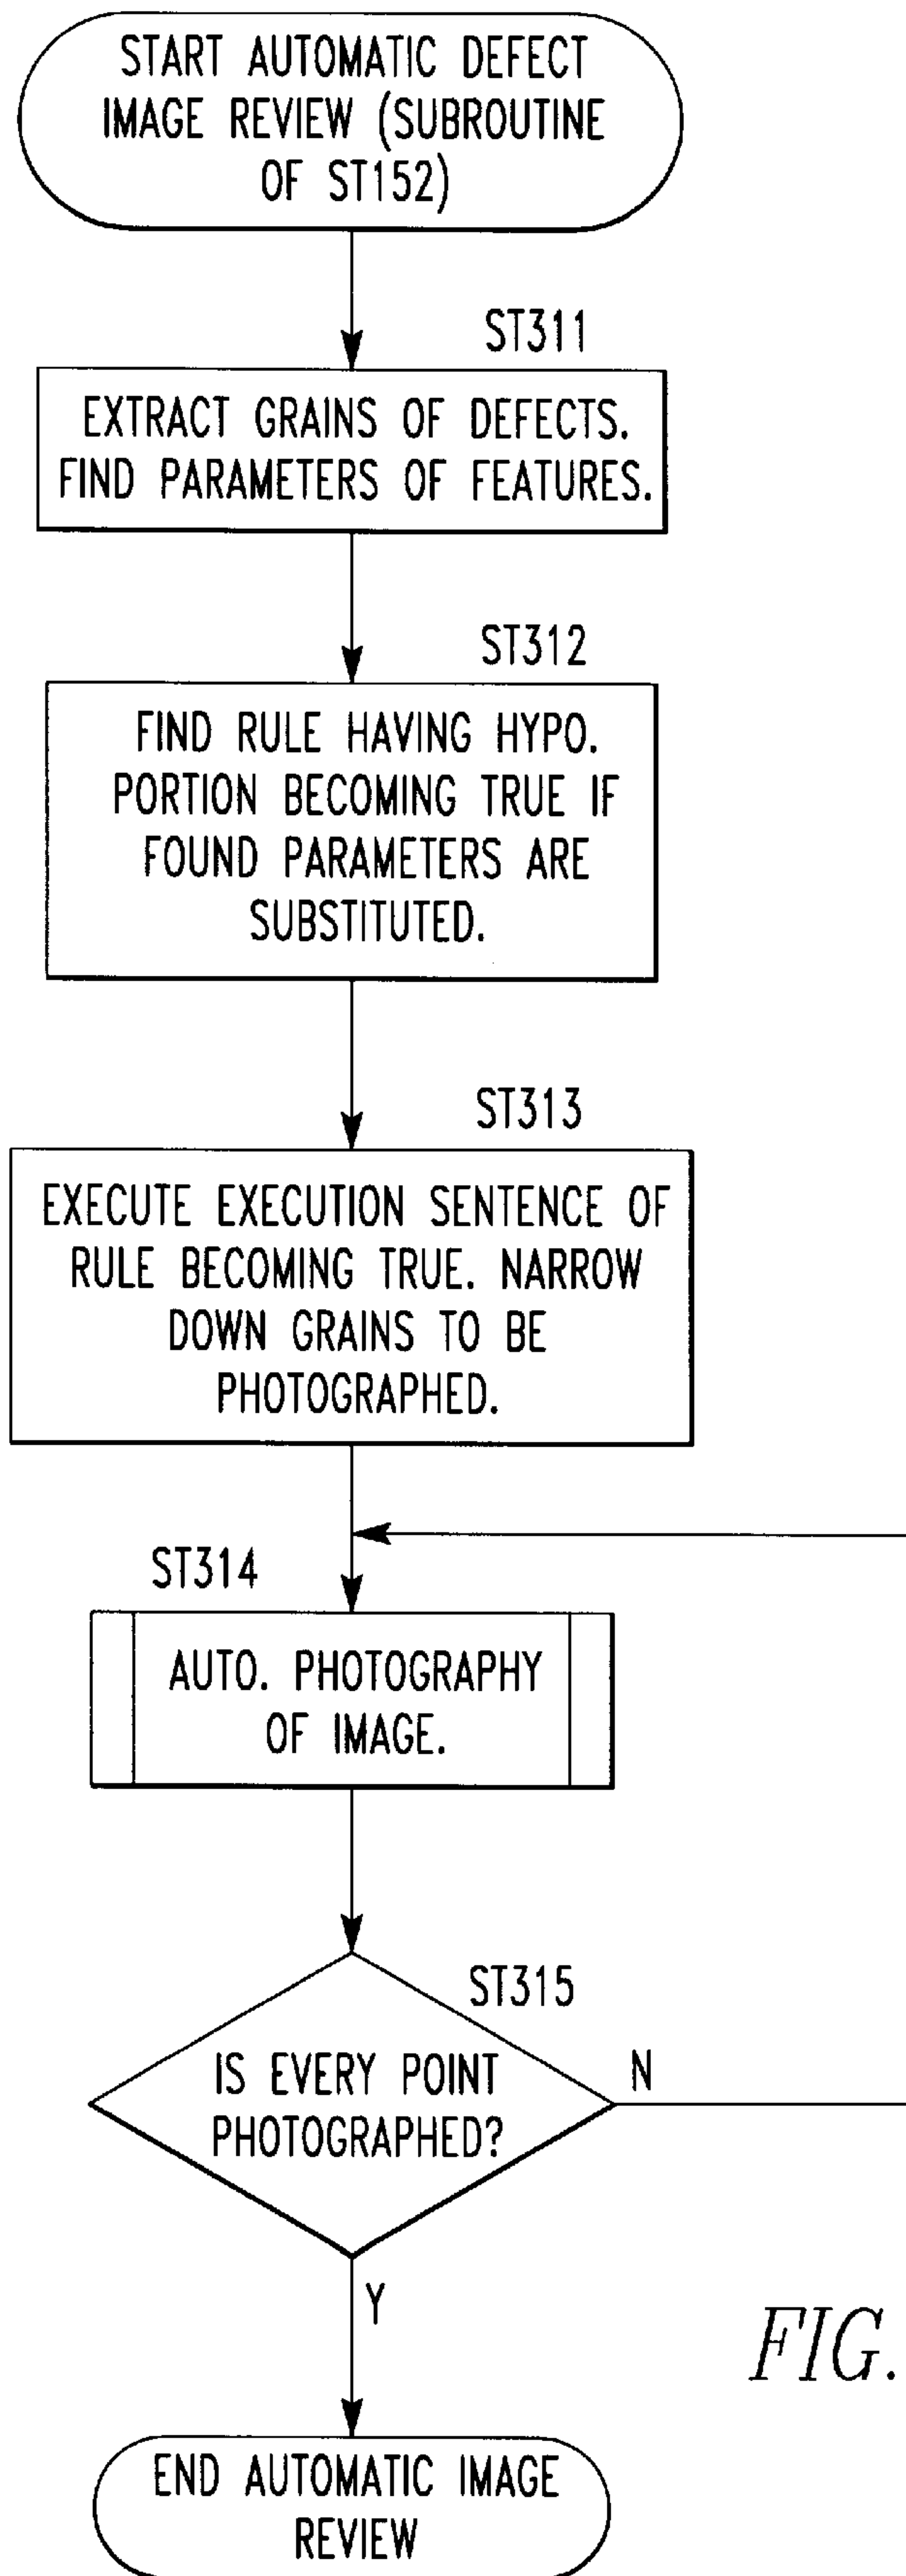 START AUTOMATIC DEFECT
IMAGE REVIEW (SUBROUTINE
OF ST152)
ST311
EXTRACT GRAINS OF DEFECTS.
FIND PARAMETERS OF FEATURES.
ST312
FIND RULE HAVING HYPO.
PORTION BECOMING TRUE IF
FOUND PARAMETERS ARE
SUBSTITUTED.
ST313
EXECUTE EXECUTION SENTENCE OF
RULE BECOMING TRUE. NARROW
DOWN GRAINS TO BE
PHOTOGRAPHED.
ST314
AUTO. PHOTOGRAPHY
OF IMAGE.
ST315
IS EVERY POINT
PHOTOGRAPHED?
N
Y
FIG.
END AUTOMATIC IMAGE
REVIEW